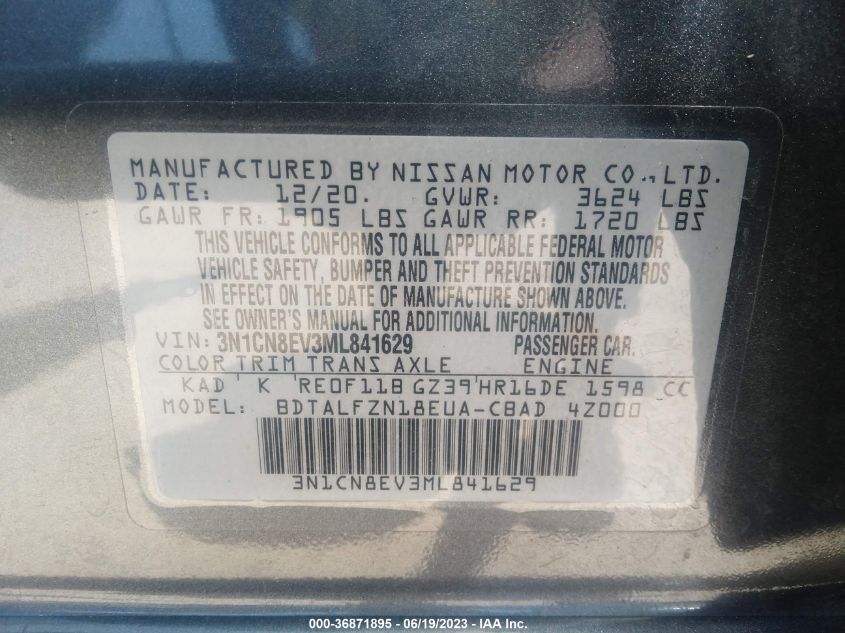 MANUFACTURED BY NISSAN MOTOR CO., LTD.
DATE: 12/20. GVWR: 3624 LBS
GAWR FR: 1905 LBS GAWR RR: 1720 LBS
THIS VEHICLE CONFORMS TO ALL APPLICABLE FEDERAL MOTOR
VEHICLE SAFETY, BUMPER AND THEFT PREVENTION STANDARDS
IN EFFECT ON THE DATE OF MANUFACTURE SHOWN ABOVE.
SEE OWNER'S MANUAL FOR ADDITIONAL INFORMATION.
VIN: 3N1CN8EV3ML841629 PASSENGER CAR.
COLOR TRIM TRANS AXLE ENGINE
KAD ' K 'RE0F11B GZ39'HR16DE 1598 CC
MODEL: BDTALFZN18EUA-CBAD 4Z000
3N1CN8EV3ML841629
000-36871895 - 06/19/2023 - IAA Inc.